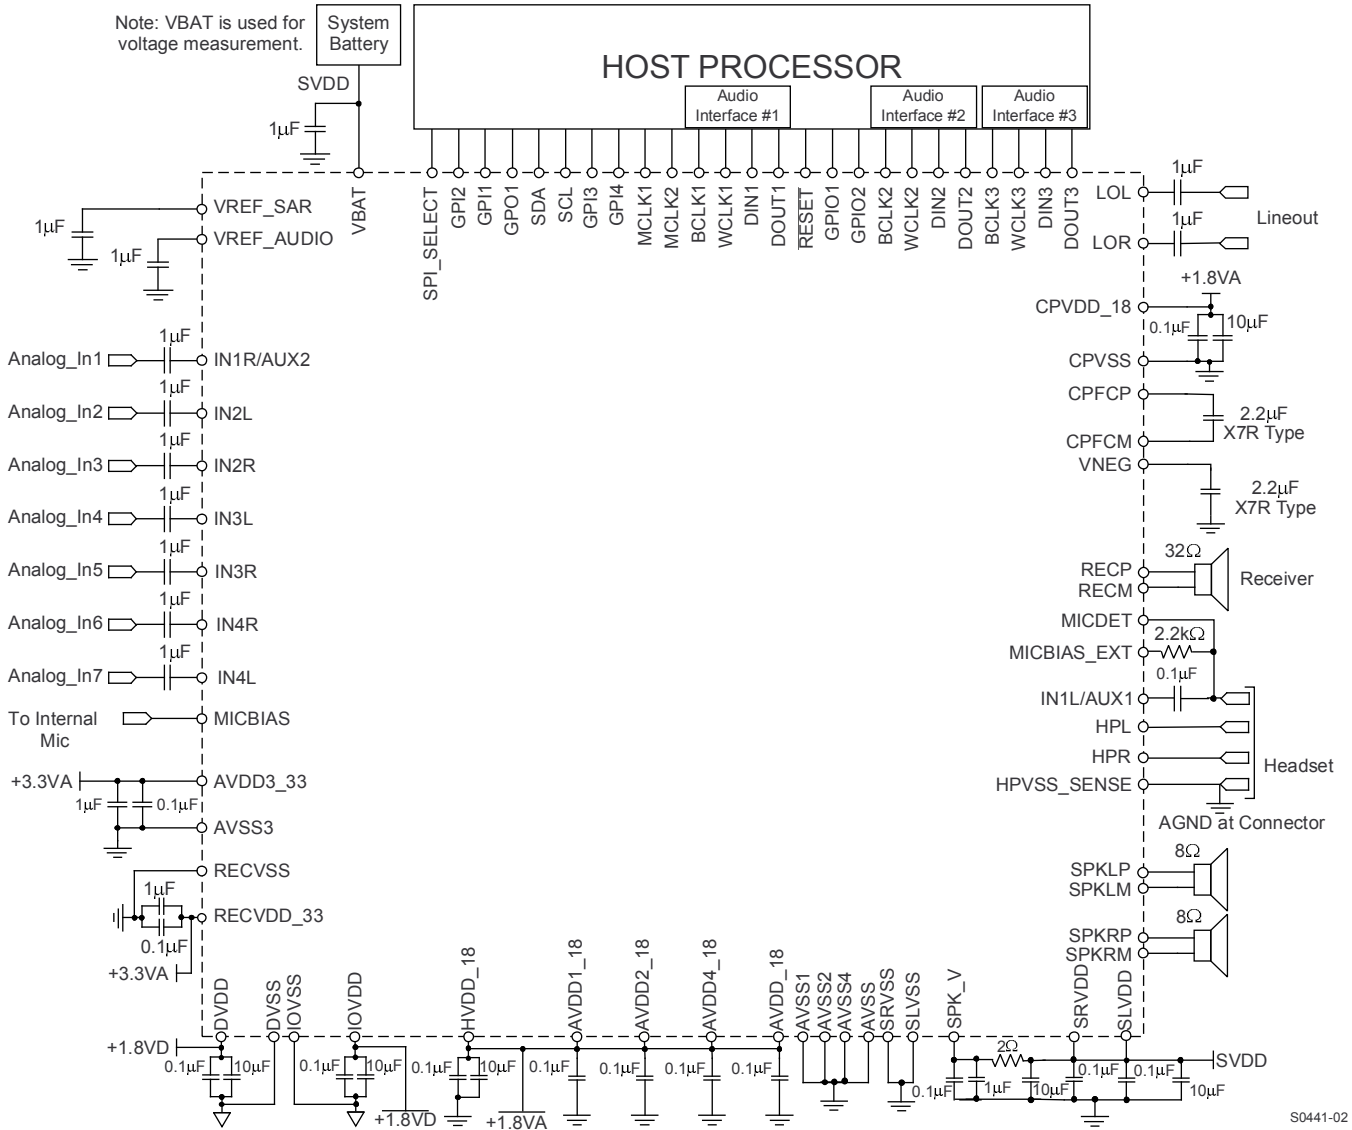 Note: VBAT is used for
voltage measurement.
System
Battery
SVDD
1µF
HOST PROCESSOR
Audio
Interface #1
Audio
Interface #2
Audio
Interface #3
VBAT
SPI_SELECT
GPI2
GPI1
GPO1
SDA
SCL
GPI3
GPI4
MCLK1
MCLK2
BCLK1
WCLK1
DIN1
DOUT1
RESET
GPIO1
GPIO2
BCLK2
WCLK2
DIN2
DOUT2
BCLK3
WCLK3
DIN3
DOUT3
1µF
VREF_SAR
1µF
VREF_AUDIO
1µF
Analog_In1
IN1R/AUX2
1µF
Analog_In2
IN2L
1µF
Analog_In3
IN2R
1µF
Analog_In4
IN3L
1µF
Analog_In5
IN3R
1µF
Analog_In6
IN4R
1µF
Analog_In7
IN4L
To Internal
Mic
MICBIAS
+3.3VA
AVDD3_33
1µF
0.1µF
AVSS3
RECVSS
1µF
RECVDD_33
0.1µF
+3.3VA
LOL
1µF
Lineout
LOR
1µF
+1.8VA
CPVDD_18
0.1µF
10µF
CPVSS
CPFCP
2.2µF
X7R Type
CPFCM
VNEG
2.2µF
X7R Type
32Ω
RECP
RECM
Receiver
MICDET
2.2kΩ
MICBIAS_EXT
0.1µF
IN1L/AUX1
HPL
HPR
Headset
HPVSS_SENSE
AGND at Connector
8Ω
SPKLP
SPKLM
8Ω
SPKRP
SPKRM
DVDD
DVSS
IOVSS
IOVDD
HVDD_18
AVDD1_18
AVDD2_18
AVDD4_18
AVDD_18
AVSS1
AVSS2
AVSS4
AVSS
SRVSS
SLVSS
SPK_V
SRVDD
SLVDD
+1.8VD
0.1µF
10µF
0.1µF
10µF
+1.8VD
0.1µF
10µF
+1.8VA
0.1µF
0.1µF
0.1µF
0.1µF
2Ω
SVDD
0.1µF
1µF
10µF
0.1µF
0.1µF
10µF
S0441-02